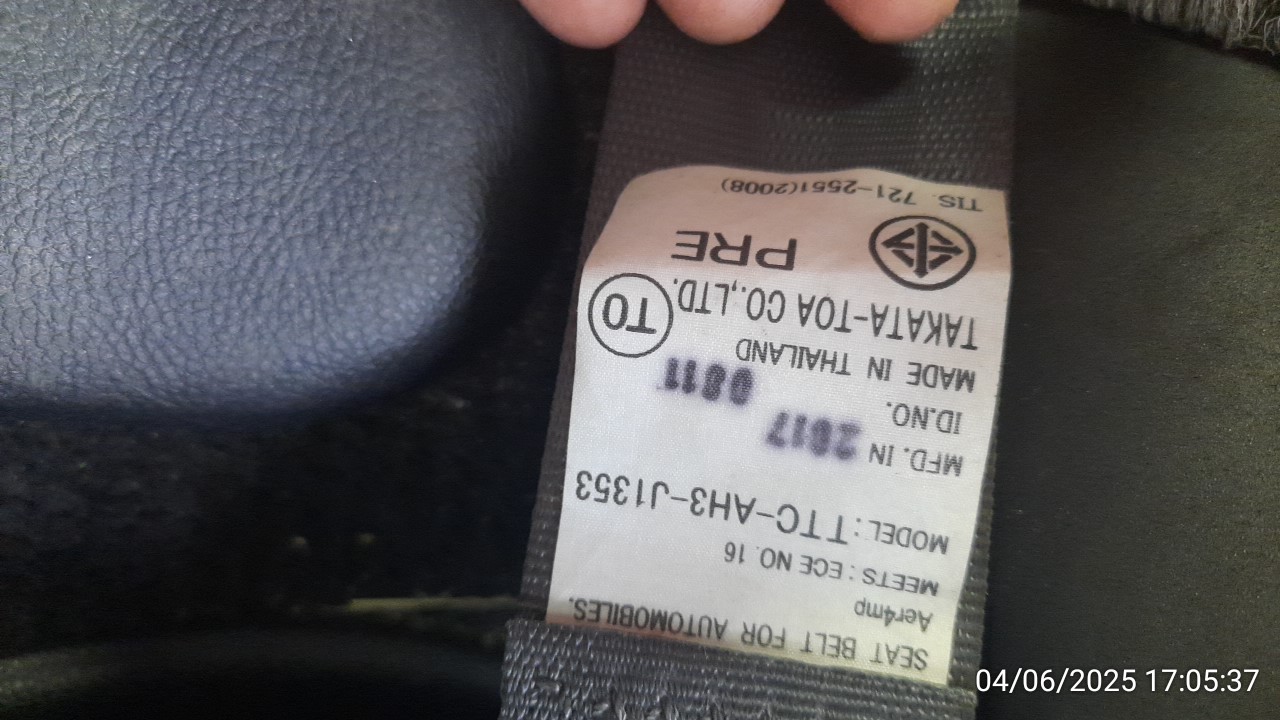 SEAT BELT FOR AUTOMOBILES.
Aer4mp
MEETS : ECE NO. 16
MODEL : TTC-AH3-J1353
MFD. IN 2017
ID.NO. 0811
MADE IN THAILAND
TAKATA-TOA CO.,LTD. TO
PRE
TIS. 721-2551(2008)
04/06/2025 17:05:37